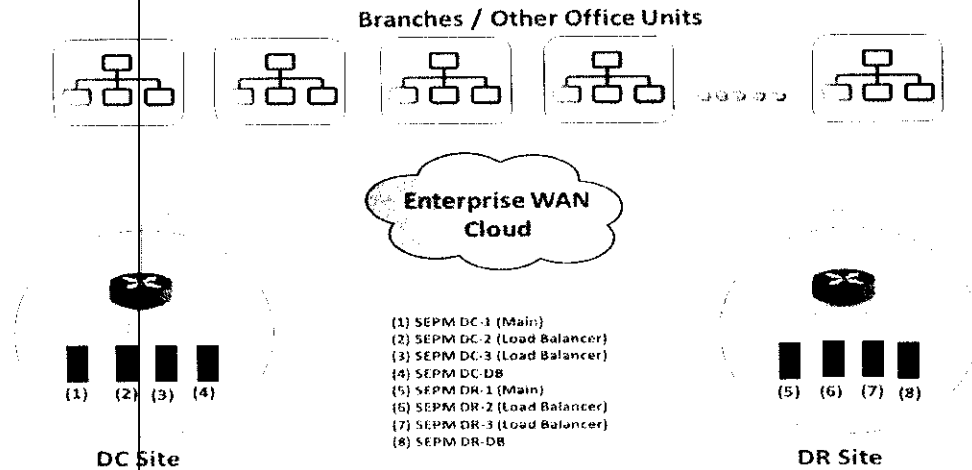 Branches / Other Office Units
Enterprise WAN
Cloud
(1) SEPM DC-1 (Main)
(2) SEPM DC-2 (Load Balancer)
(3) SEPM DC-3 (Load Balancer)
(4) SEPM DC-DB
(5) SEPM DR-1 (Main)
(6) SEPM DR-2 (Load Balancer)
(7) SEPM DR-3 (Load Balancer)
(8) SEPM DR-DB
(1) (2) (3) (4)
DC Site
(5) (6) (7) (8)
DR Site